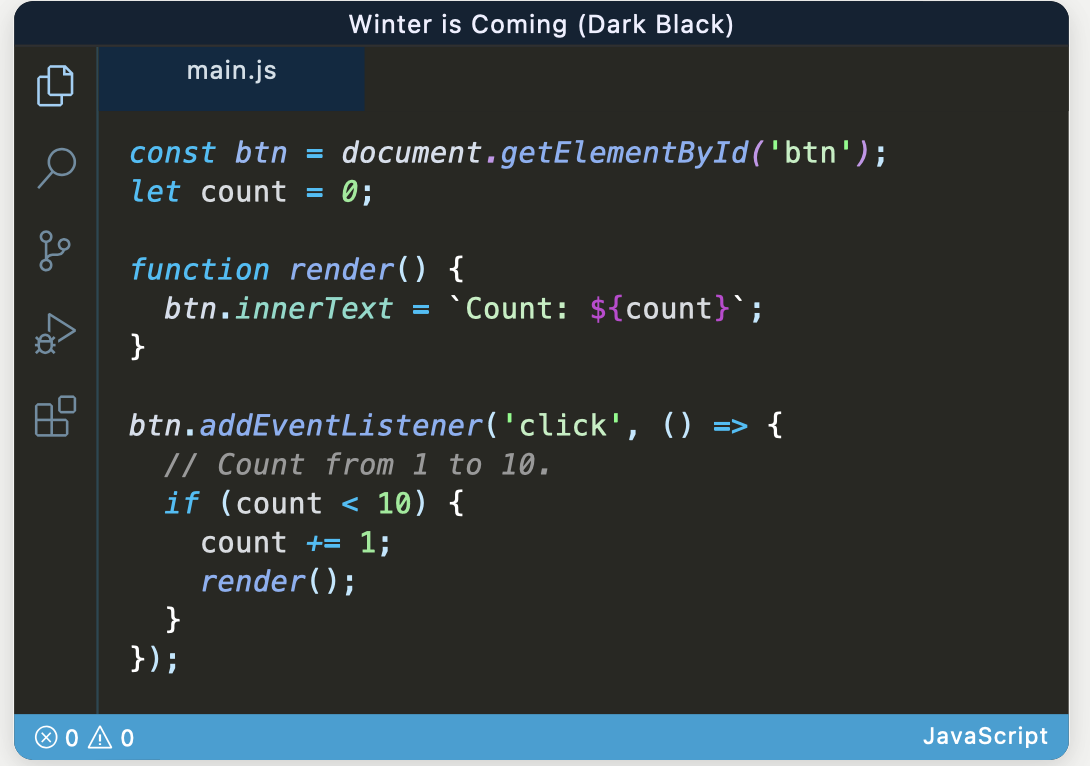 Winter is Coming (Dark Black)
main.js
const btn = document.getElementById('btn');
let count = 0;
function render() {
  btn.innerText = `Count: ${count}`;
}
btn.addEventListener('click', () => {
  // Count from 1 to 10.
  if (count < 10) {
    count += 1;
    render();
  }
});
0 0 JavaScript